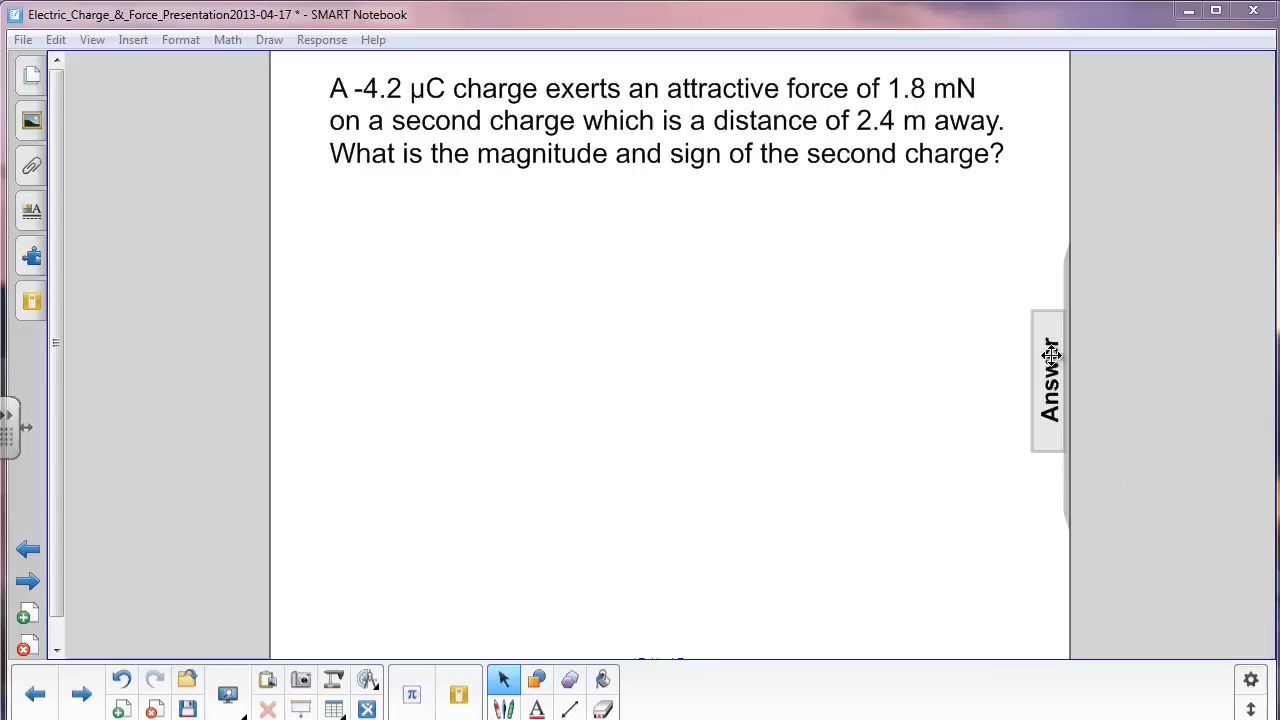 Electric_Charge_&_Force_Presentation2013-04-17 * - SMART Notebook
File Edit View Insert Format Math Draw Response Help
A -4.2 µC charge exerts an attractive force of 1.8 mN
on a second charge which is a distance of 2.4 m away.
What is the magnitude and sign of the second charge?
Answer